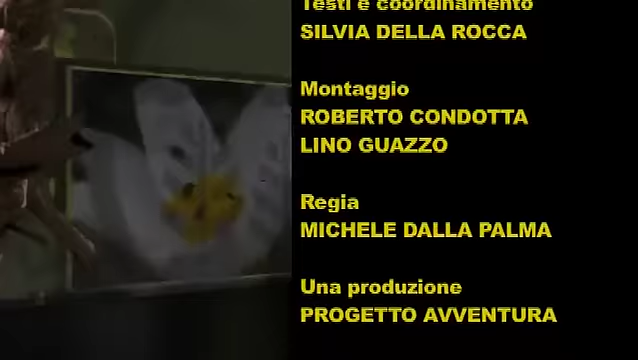 Testi e coordinamento
SILVIA DELLA ROCCA
Montaggio
ROBERTO CONDOTTA
LINO GUAZZO
Regia
MICHELE DALLA PALMA
Una produzione
PROGETTO AVVENTURA